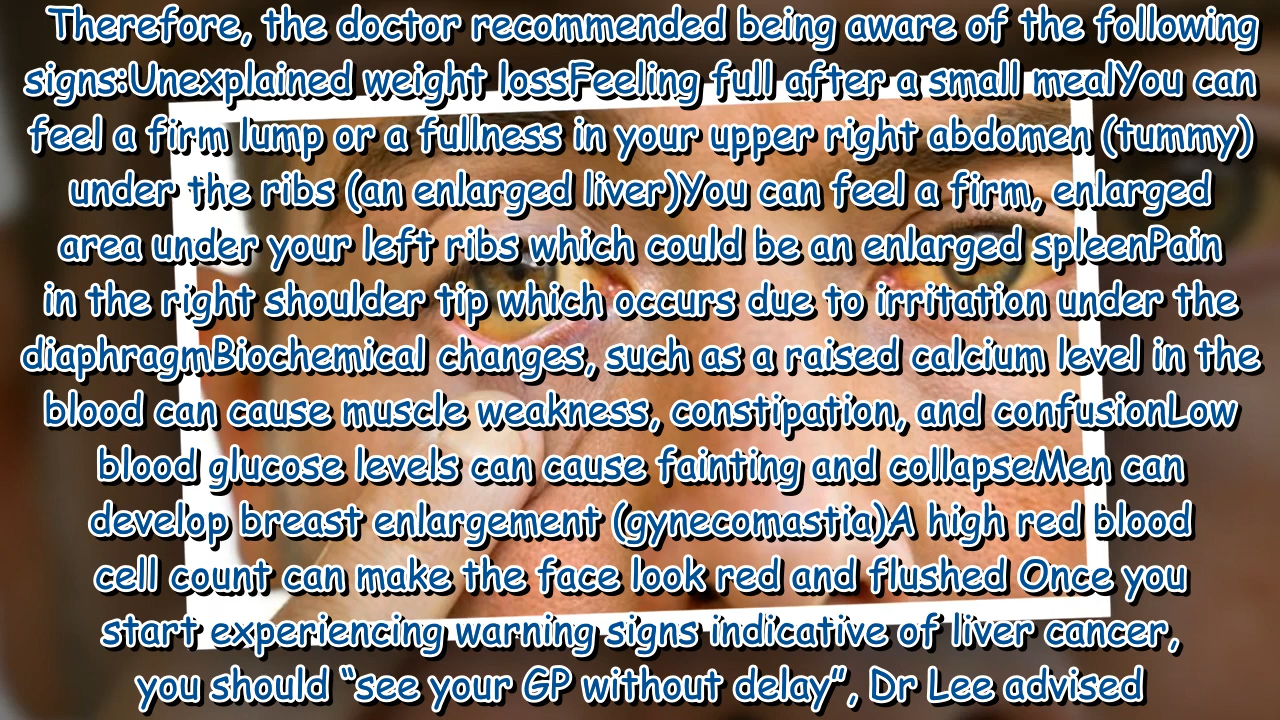 Therefore, the doctor recommended being aware of the following
signs:Unexplained weight lossFeeling full after a small mealYou can
feel a firm lump or a fullness in your upper right abdomen (tummy)
under the ribs (an enlarged liver)You can feel a firm, enlarged
area under your left ribs which could be an enlarged spleenPain
in the right shoulder tip which occurs due to irritation under the
diaphragmBiochemical changes, such as a raised calcium level in the
blood can cause muscle weakness, constipation, and confusionLow
blood glucose levels can cause fainting and collapseMen can
develop breast enlargement (gynecomastia)A high red blood
cell count can make the face look red and flushed Once you
start experiencing warning signs indicative of liver cancer,
you should “see your GP without delay”, Dr Lee advised